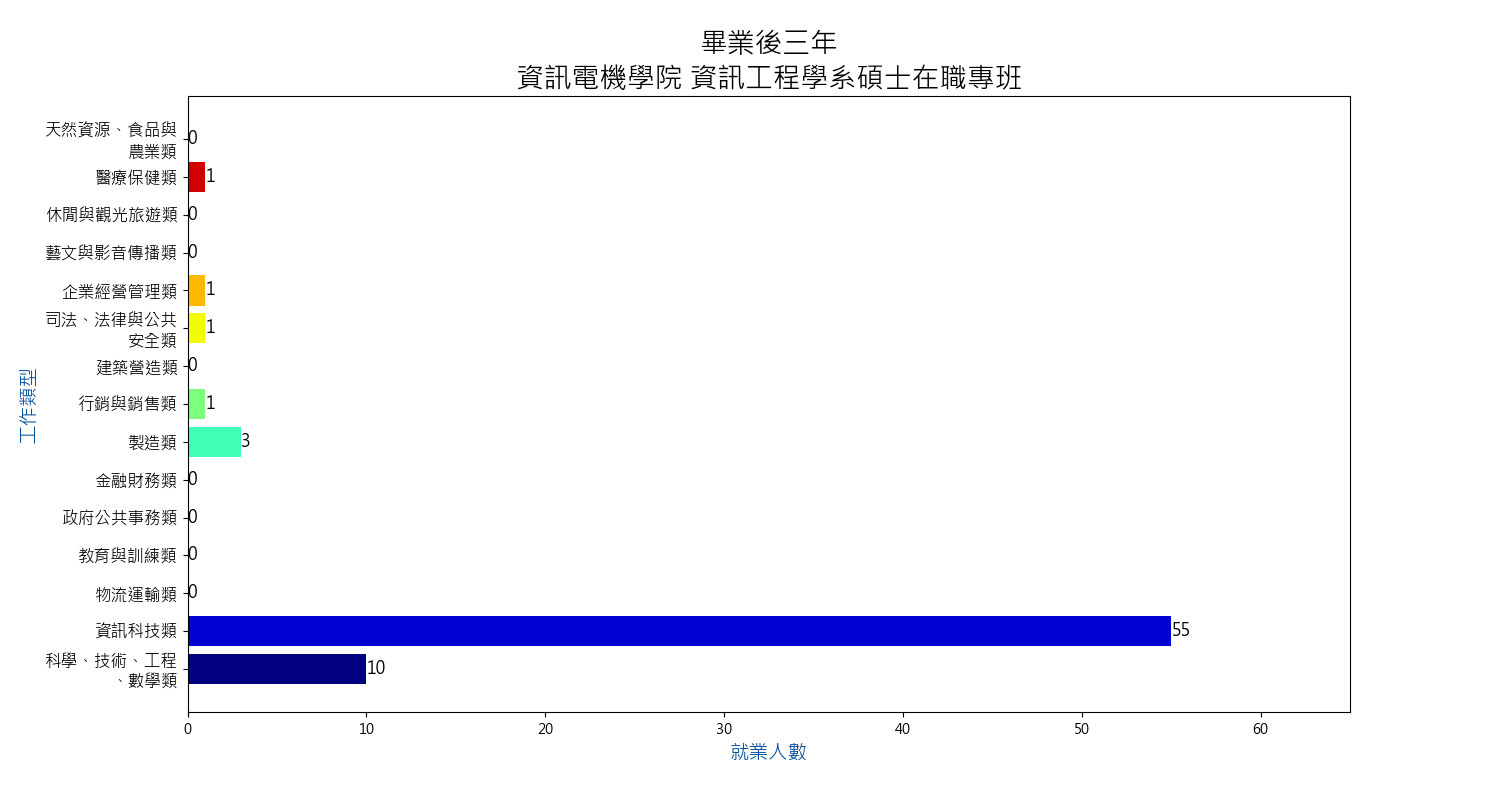 畢業後三年
資訊電機學院 資訊工程學系碩士在職專班
天然資源、食品與
農業類
0
醫療保健類
1
休閒與觀光旅遊類
0
藝文與影音傳播類
0
企業經營管理類
1
司法、法律與公共
安全類
1
建築營造類
0
行銷與銷售類
1
製造類
3
金融財務類
0
政府公共事務類
0
教育與訓練類
0
物流運輸類
0
資訊科技類
55
科學、技術、工程
、數學類
10
工作類型
0 10 20 30 40 50 60
就業人數